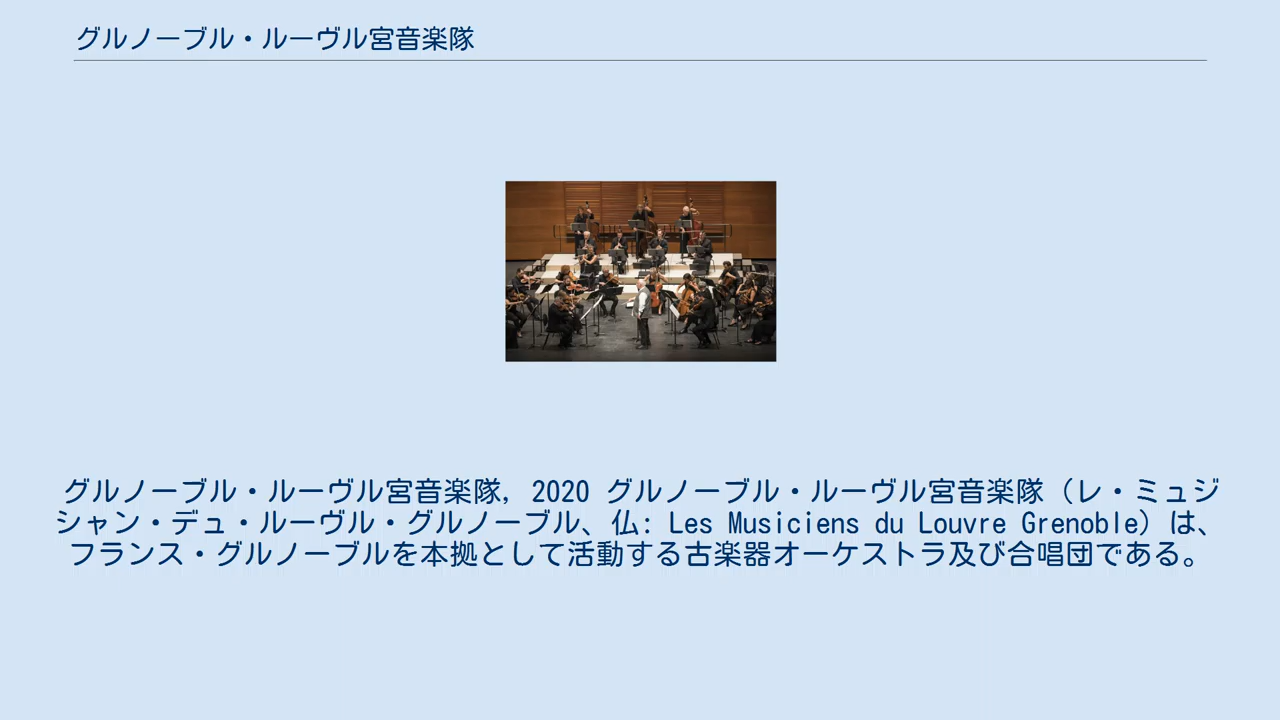 グルノーブル・ルーヴル宮音楽隊
グルノーブル・ルーヴル宮音楽隊, 2020 グルノーブル・ルーヴル宮音楽隊（レ・ミュジ
シャン・デュ・ルーヴル・グルノーブル、仏: Les Musiciens du Louvre Grenoble）は、
フランス・グルノーブルを本拠として活動する古楽器オーケストラ及び合唱団である。